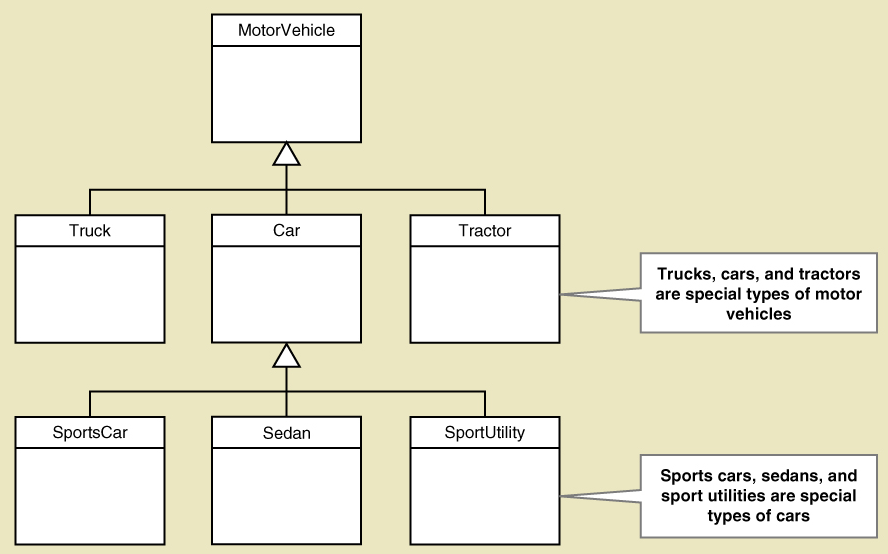 MotorVehicle
Truck
Car
Tractor
Trucks, cars, and tractors
are special types of motor
vehicles
SportsCar
Sedan
SportUtility
Sports cars, sedans, and
sport utilities are special
types of cars